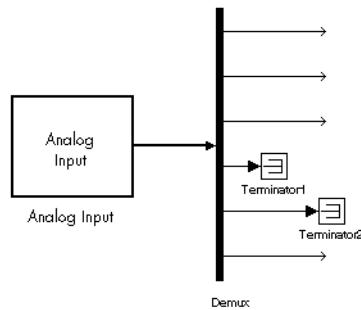 Analog
Input
Analog Input
Terminator1
Terminator2
Demux